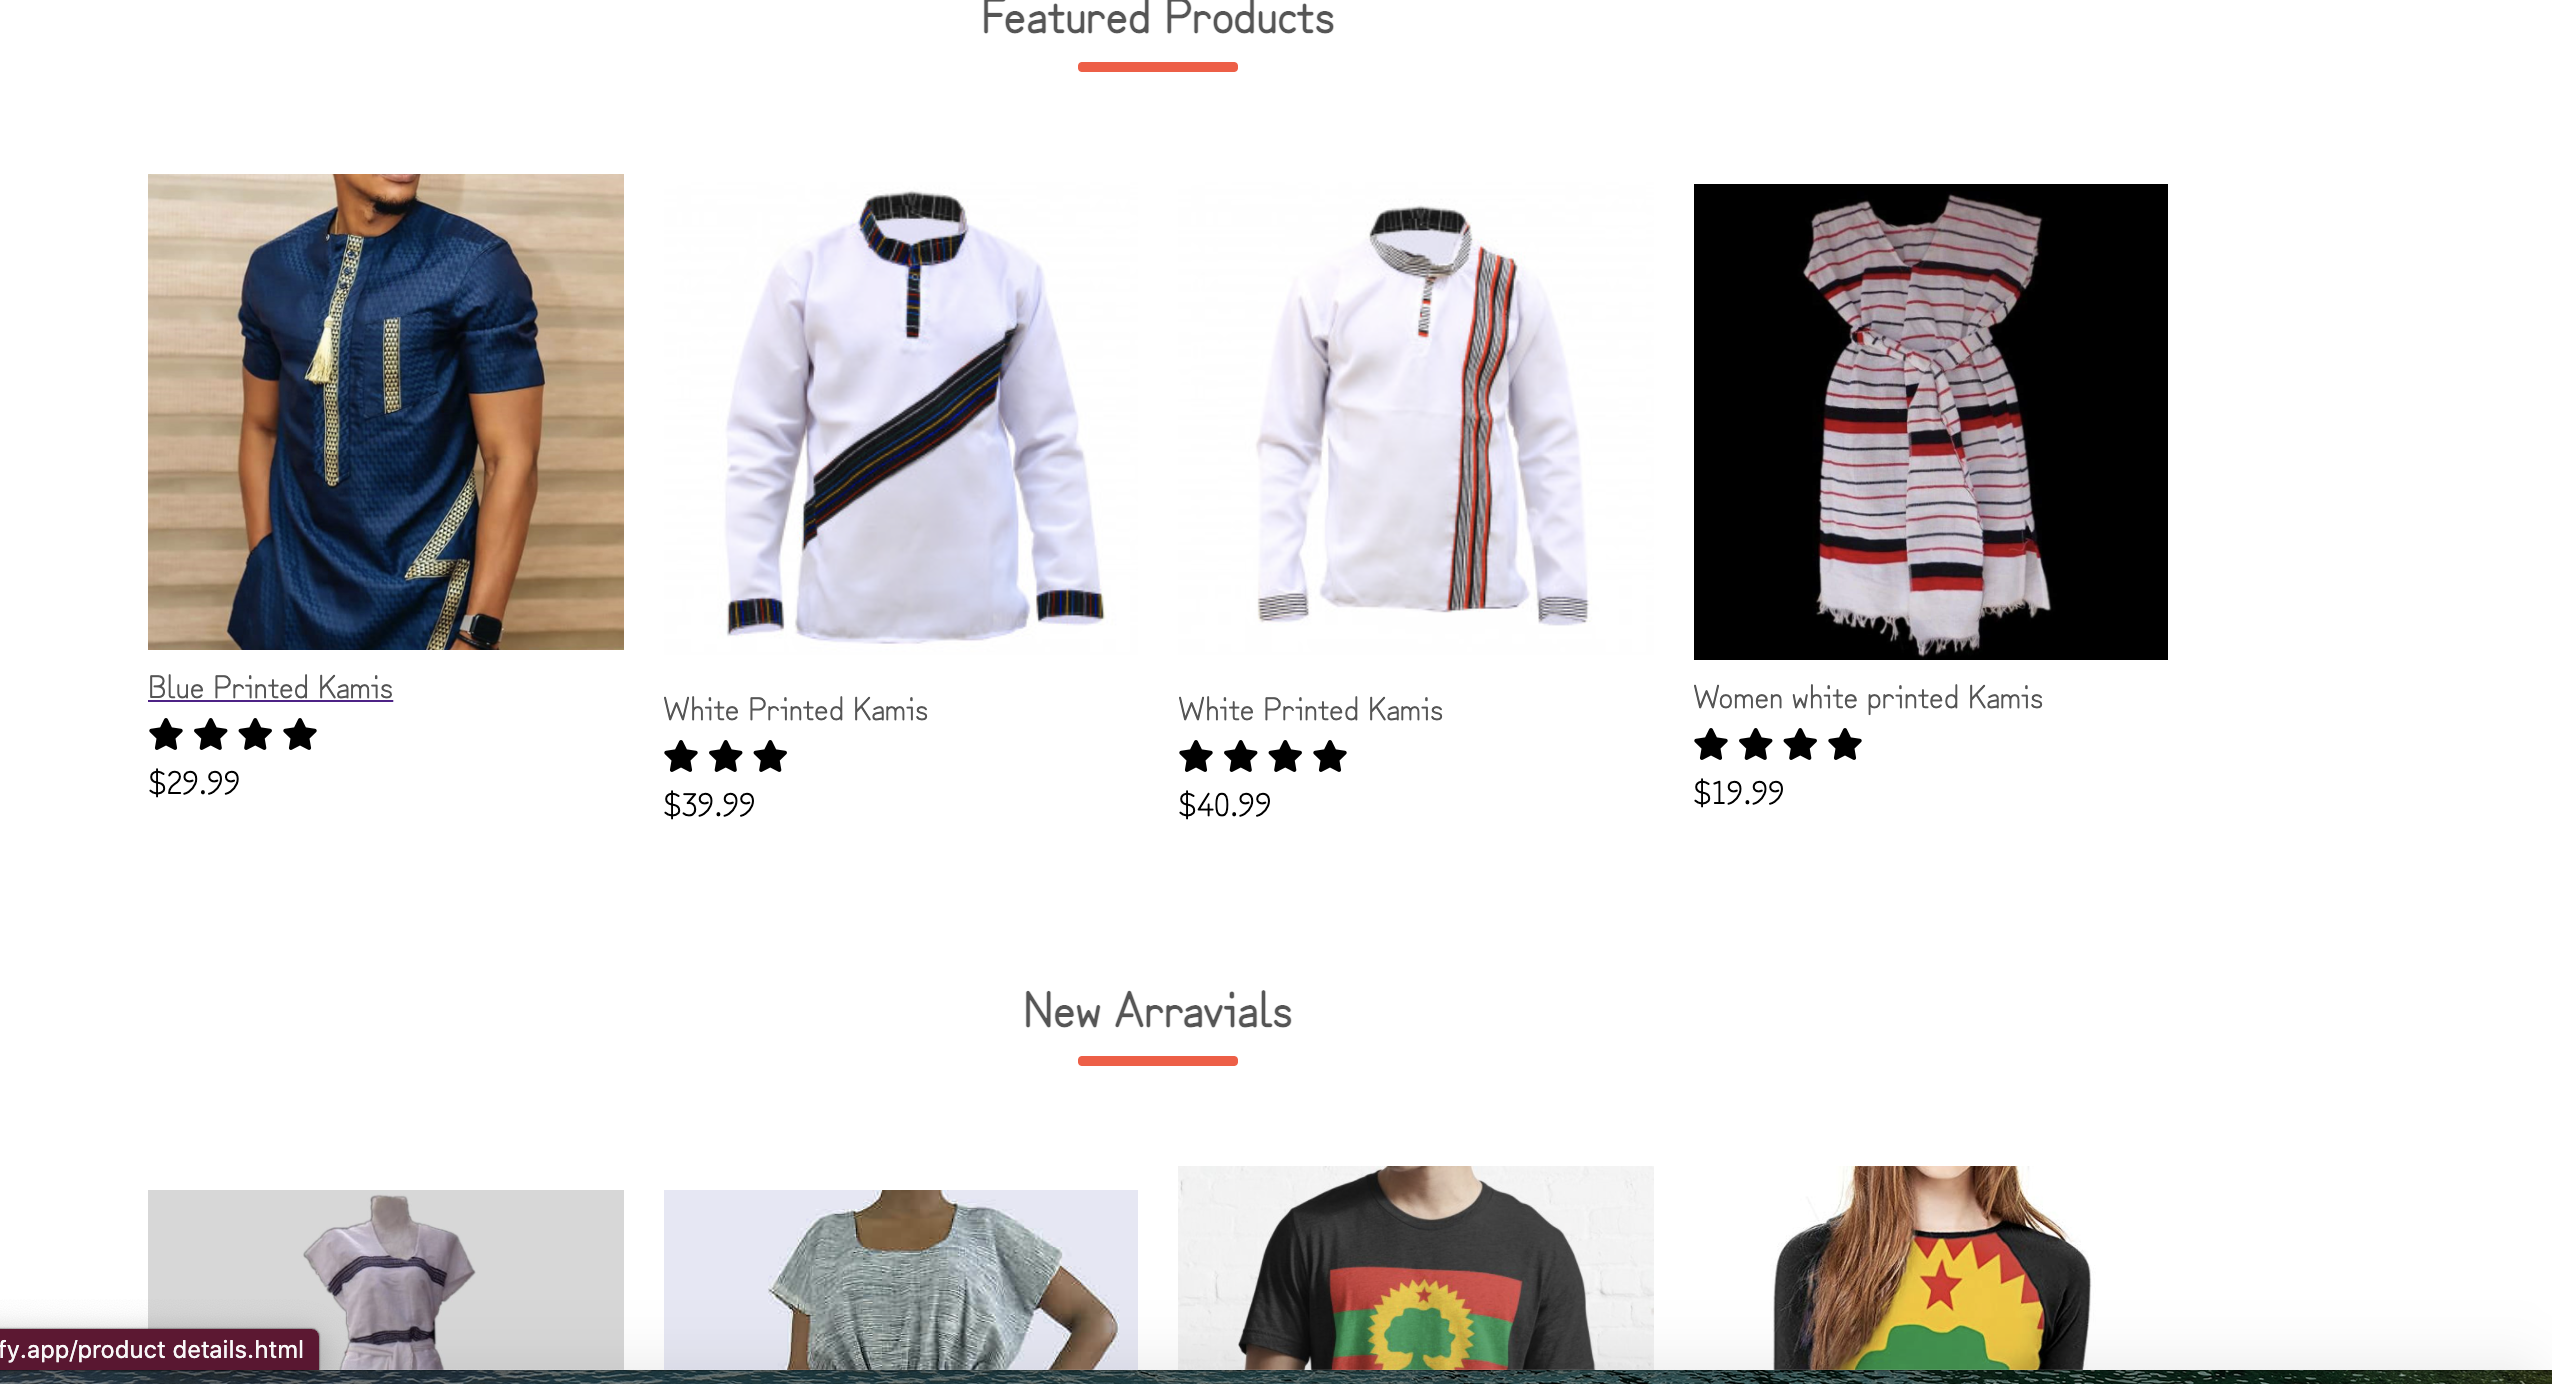 Featured Products
Blue Printed Kamis
$29.99
White Printed Kamis
$39.99
White Printed Kamis
$40.99
Women white printed Kamis
$19.99
New Arravials
fy.app/product details.html